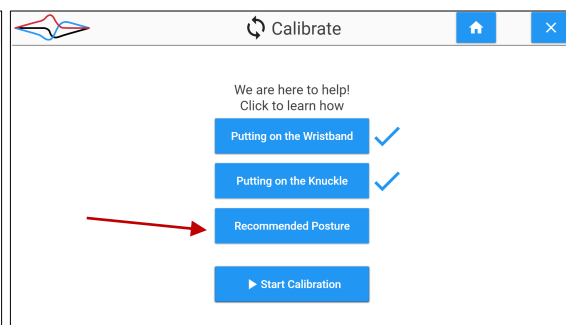 Calibrate
We are here to help!
Click to learn how
Putting on the Wristband
Putting on the Knuckle
Recommended Posture
Start Calibration